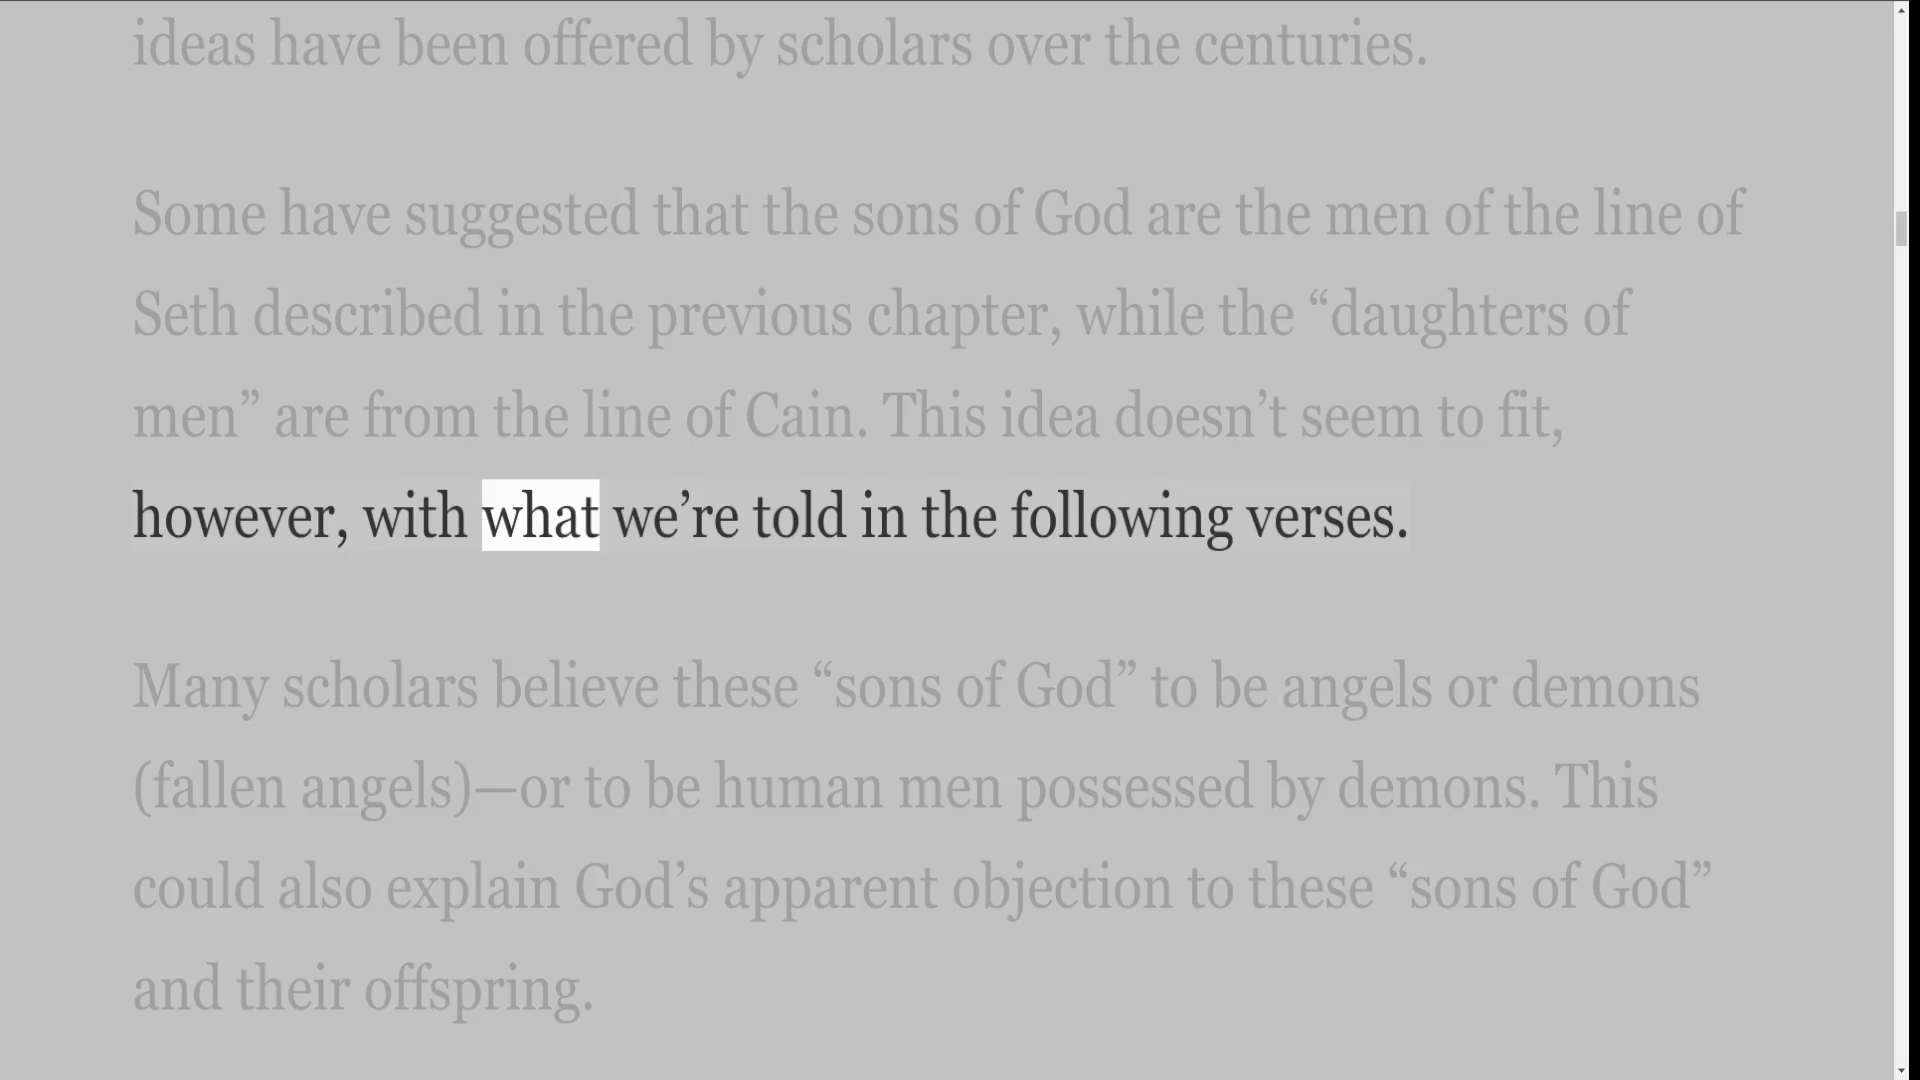 ideas have been offered by scholars over the centuries.
Some have suggested that the sons of God are the men of the line of
Seth described in the previous chapter, while the “daughters of
men” are from the line of Cain. This idea doesn’t seem to fit,
however, with what we’re told in the following verses.
Many scholars believe these “sons of God” to be angels or demons
(fallen angels)—or to be human men possessed by demons. This
could also explain God’s apparent objection to these “sons of God”
and their offspring.